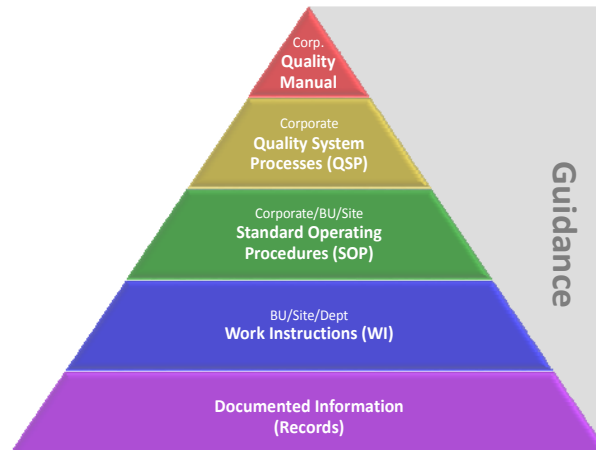 Corp.
Quality
Manual
Corporate
Quality System
Processes (QSP)
Corporate/BU/Site
Standard Operating
Procedures (SOP)
BU/Site/Dept
Work Instructions (WI)
Documented Information
(Records)
Guidance